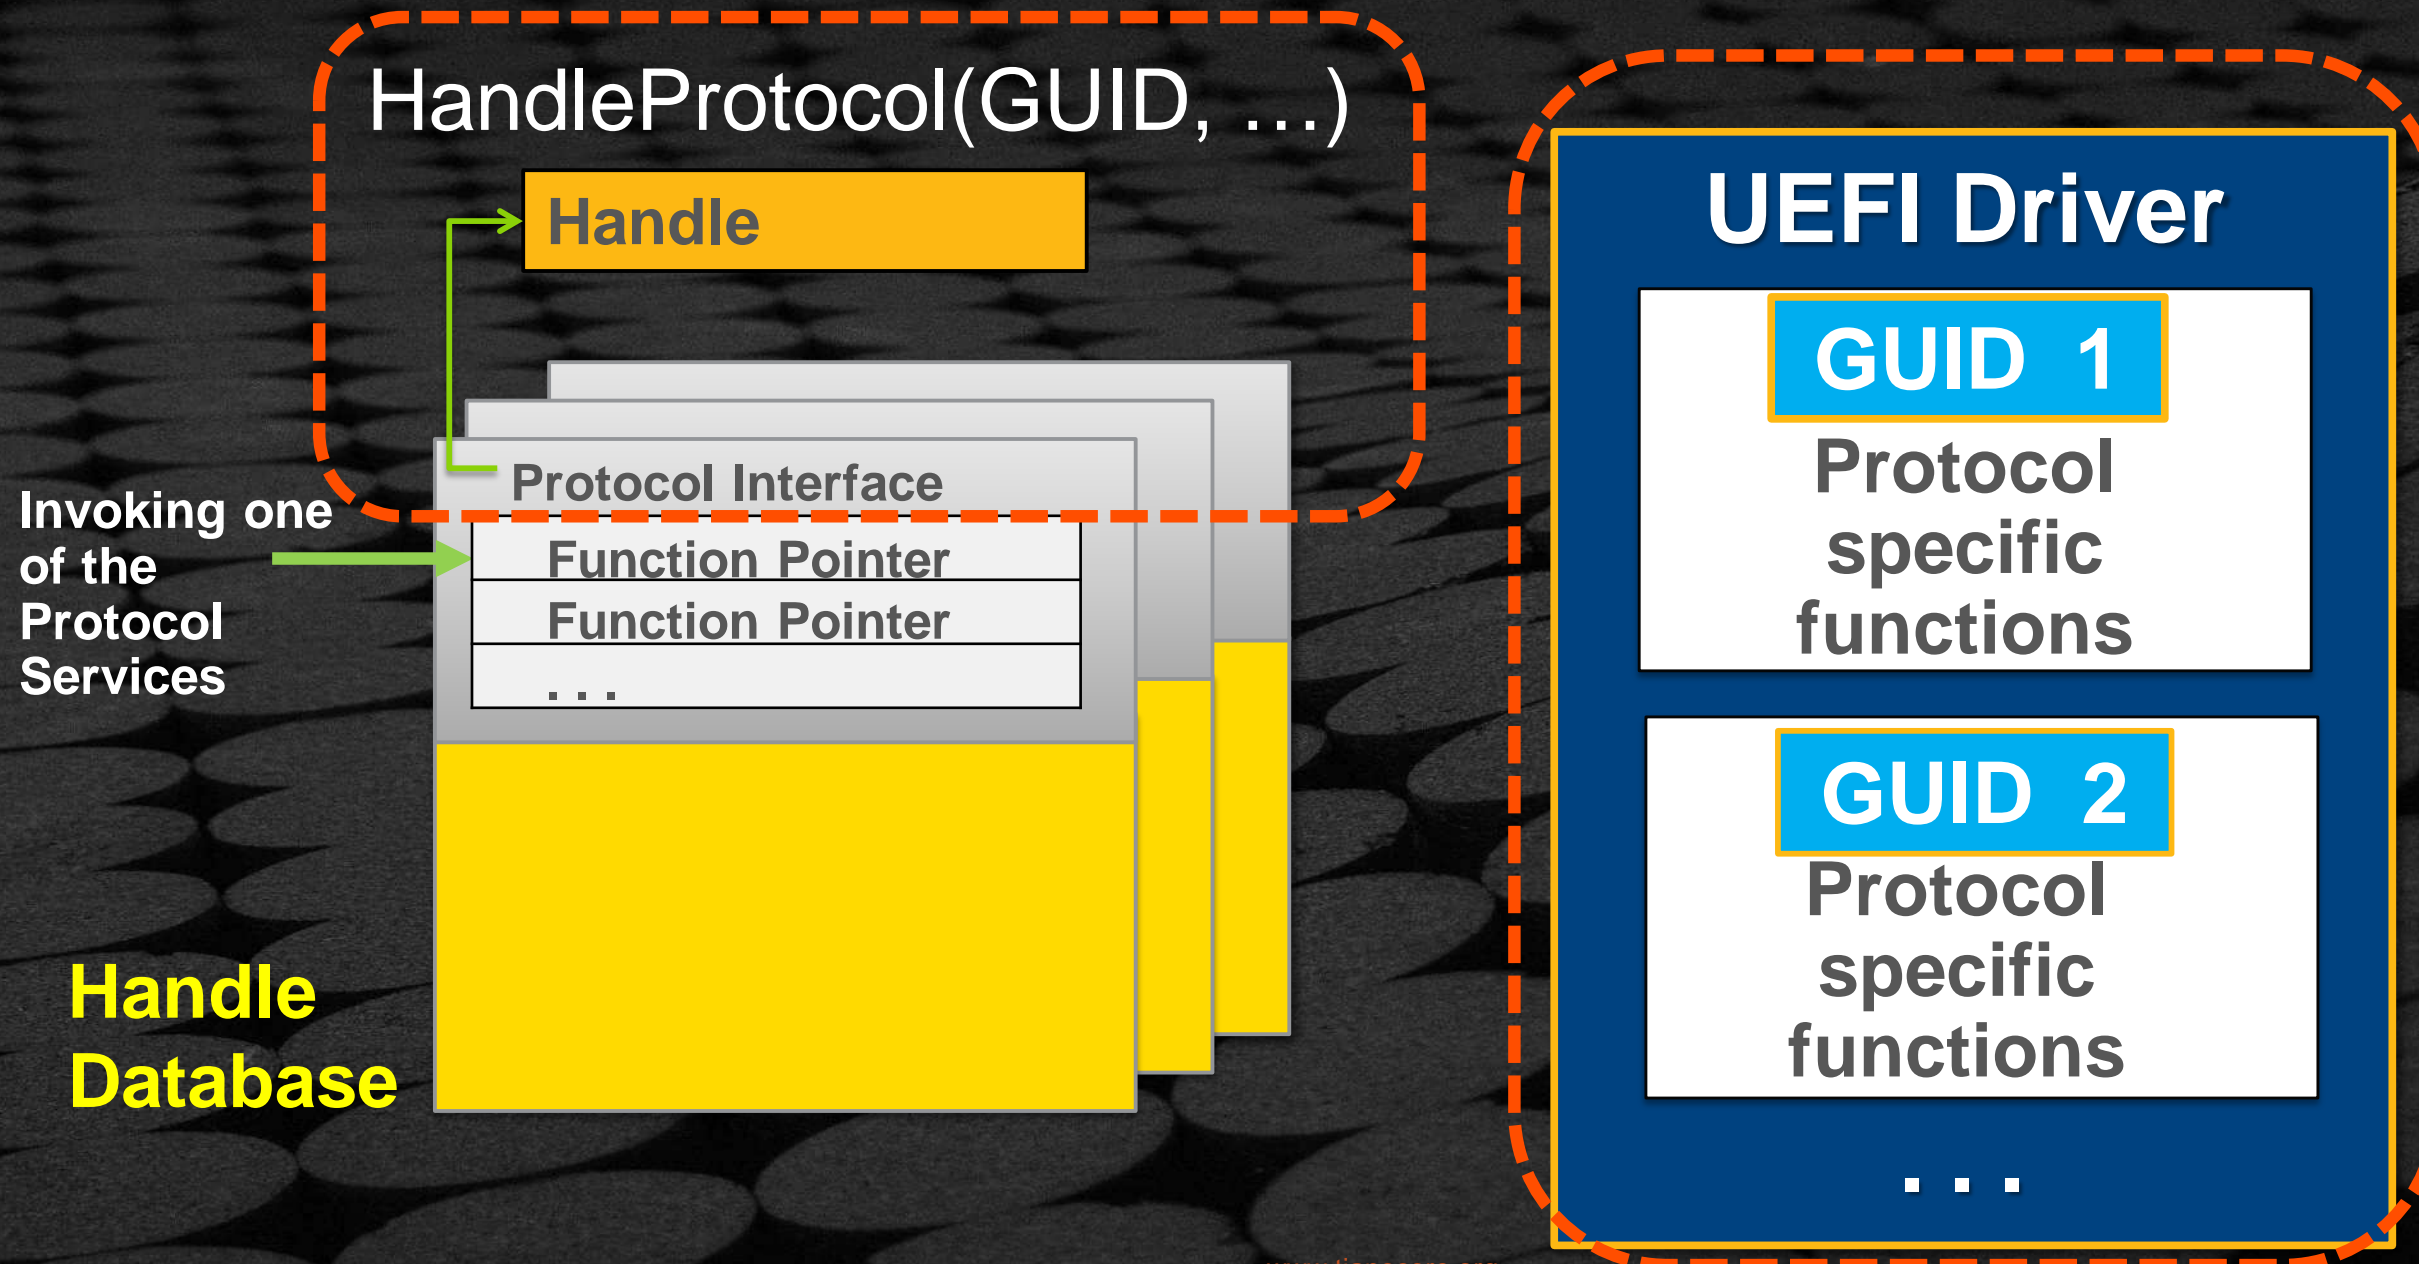 HandleProtocol(GUID, …)
Handle
Protocol Interface
Function Pointer
Function Pointer
. . .
Invoking one
of the
Protocol
Services
Handle
Database
UEFI Driver
GUID 1
Protocol
specific
functions
GUID 2
Protocol
specific
functions
. . .